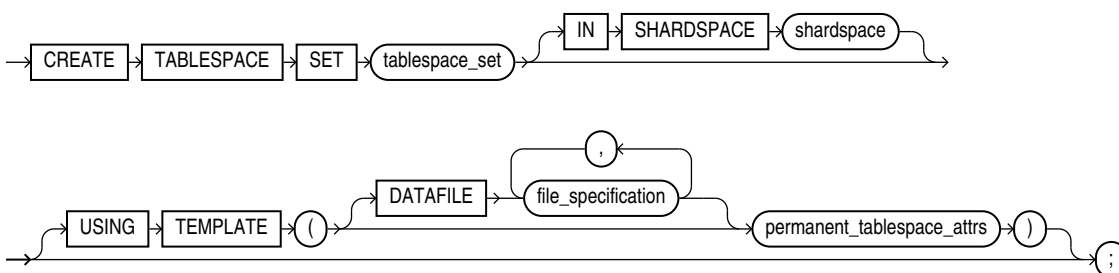 IN SHARDSPACE shardspace
CREATE TABLESPACE SET tablespace_set
,
DATAFILE file_specification
USING TEMPLATE ( permanent_tablespace_attrs )
;